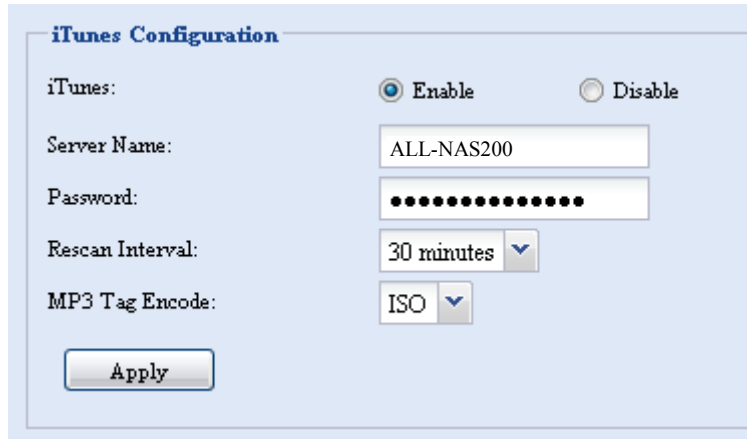 iTunes Configuration
iTunes: Enable Disable
Server Name: ALL-NAS200
Password: ●●●●●●●●●●●●●●
Rescan Interval: 30 minutes
MP3 Tag Encode: ISO
Apply